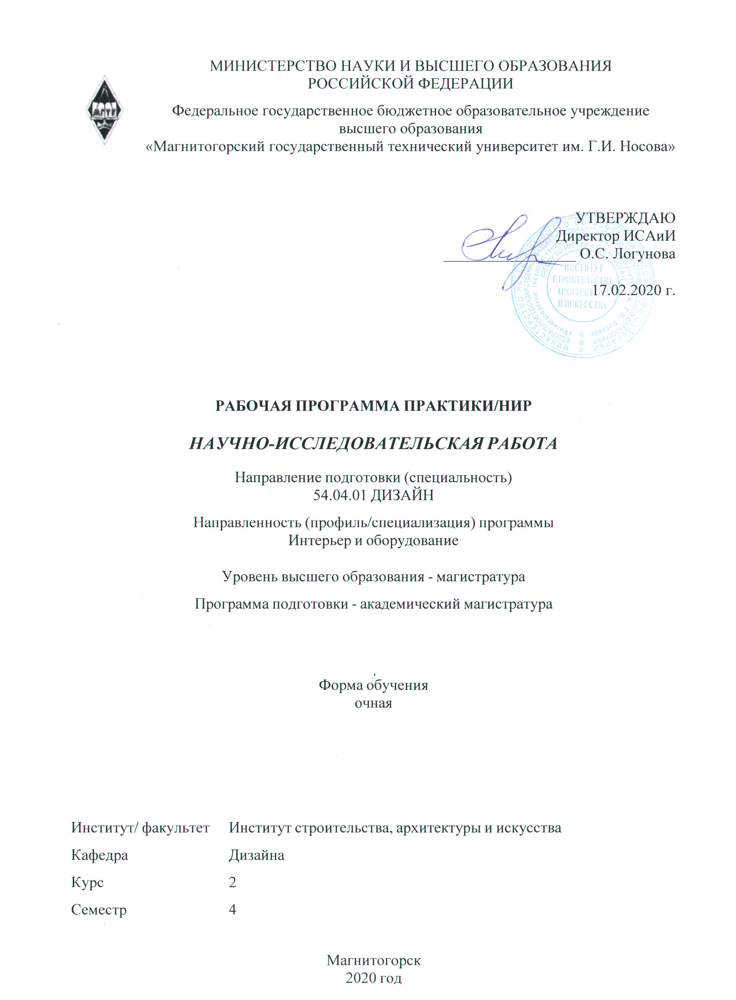 МИНИСТЕРСТВО НАУКИ И ВЫСШЕГО ОБРАЗОВАНИЯ
РОССИЙСКОЙ ФЕДЕРАЦИИ
Федеральное государственное бюджетное образовательное учреждение
высшего образования
«Магнитогорский государственный технический университет им. Г.И. Носова»
МГТУ
УТВЕРЖДАЮ
Директор ИСАиИ
О.С. Логунова
17.02.2020 г.
ИНСТИТУТ
СТРОИТЕЛЬСТВА,
АРХИТЕКТУРЫ
И ИСКУССТВА
РАБОЧАЯ ПРОГРАММА ПРАКТИКИ/НИР
НАУЧНО-ИССЛЕДОВАТЕЛЬСКАЯ РАБОТА
Направление подготовки (специальность)
54.04.01 ДИЗАЙН
Направленность (профиль/специализация) программы
Интерьер и оборудование
Уровень высшего образования - магистратура
Программа подготовки - академический магистратура
Форма обучения
очная
Институт/ факультет Институт строительства, архитектуры и искусства
Кафедра Дизайна
Курс 2
Семестр 4
Магнитогорск
2020 год